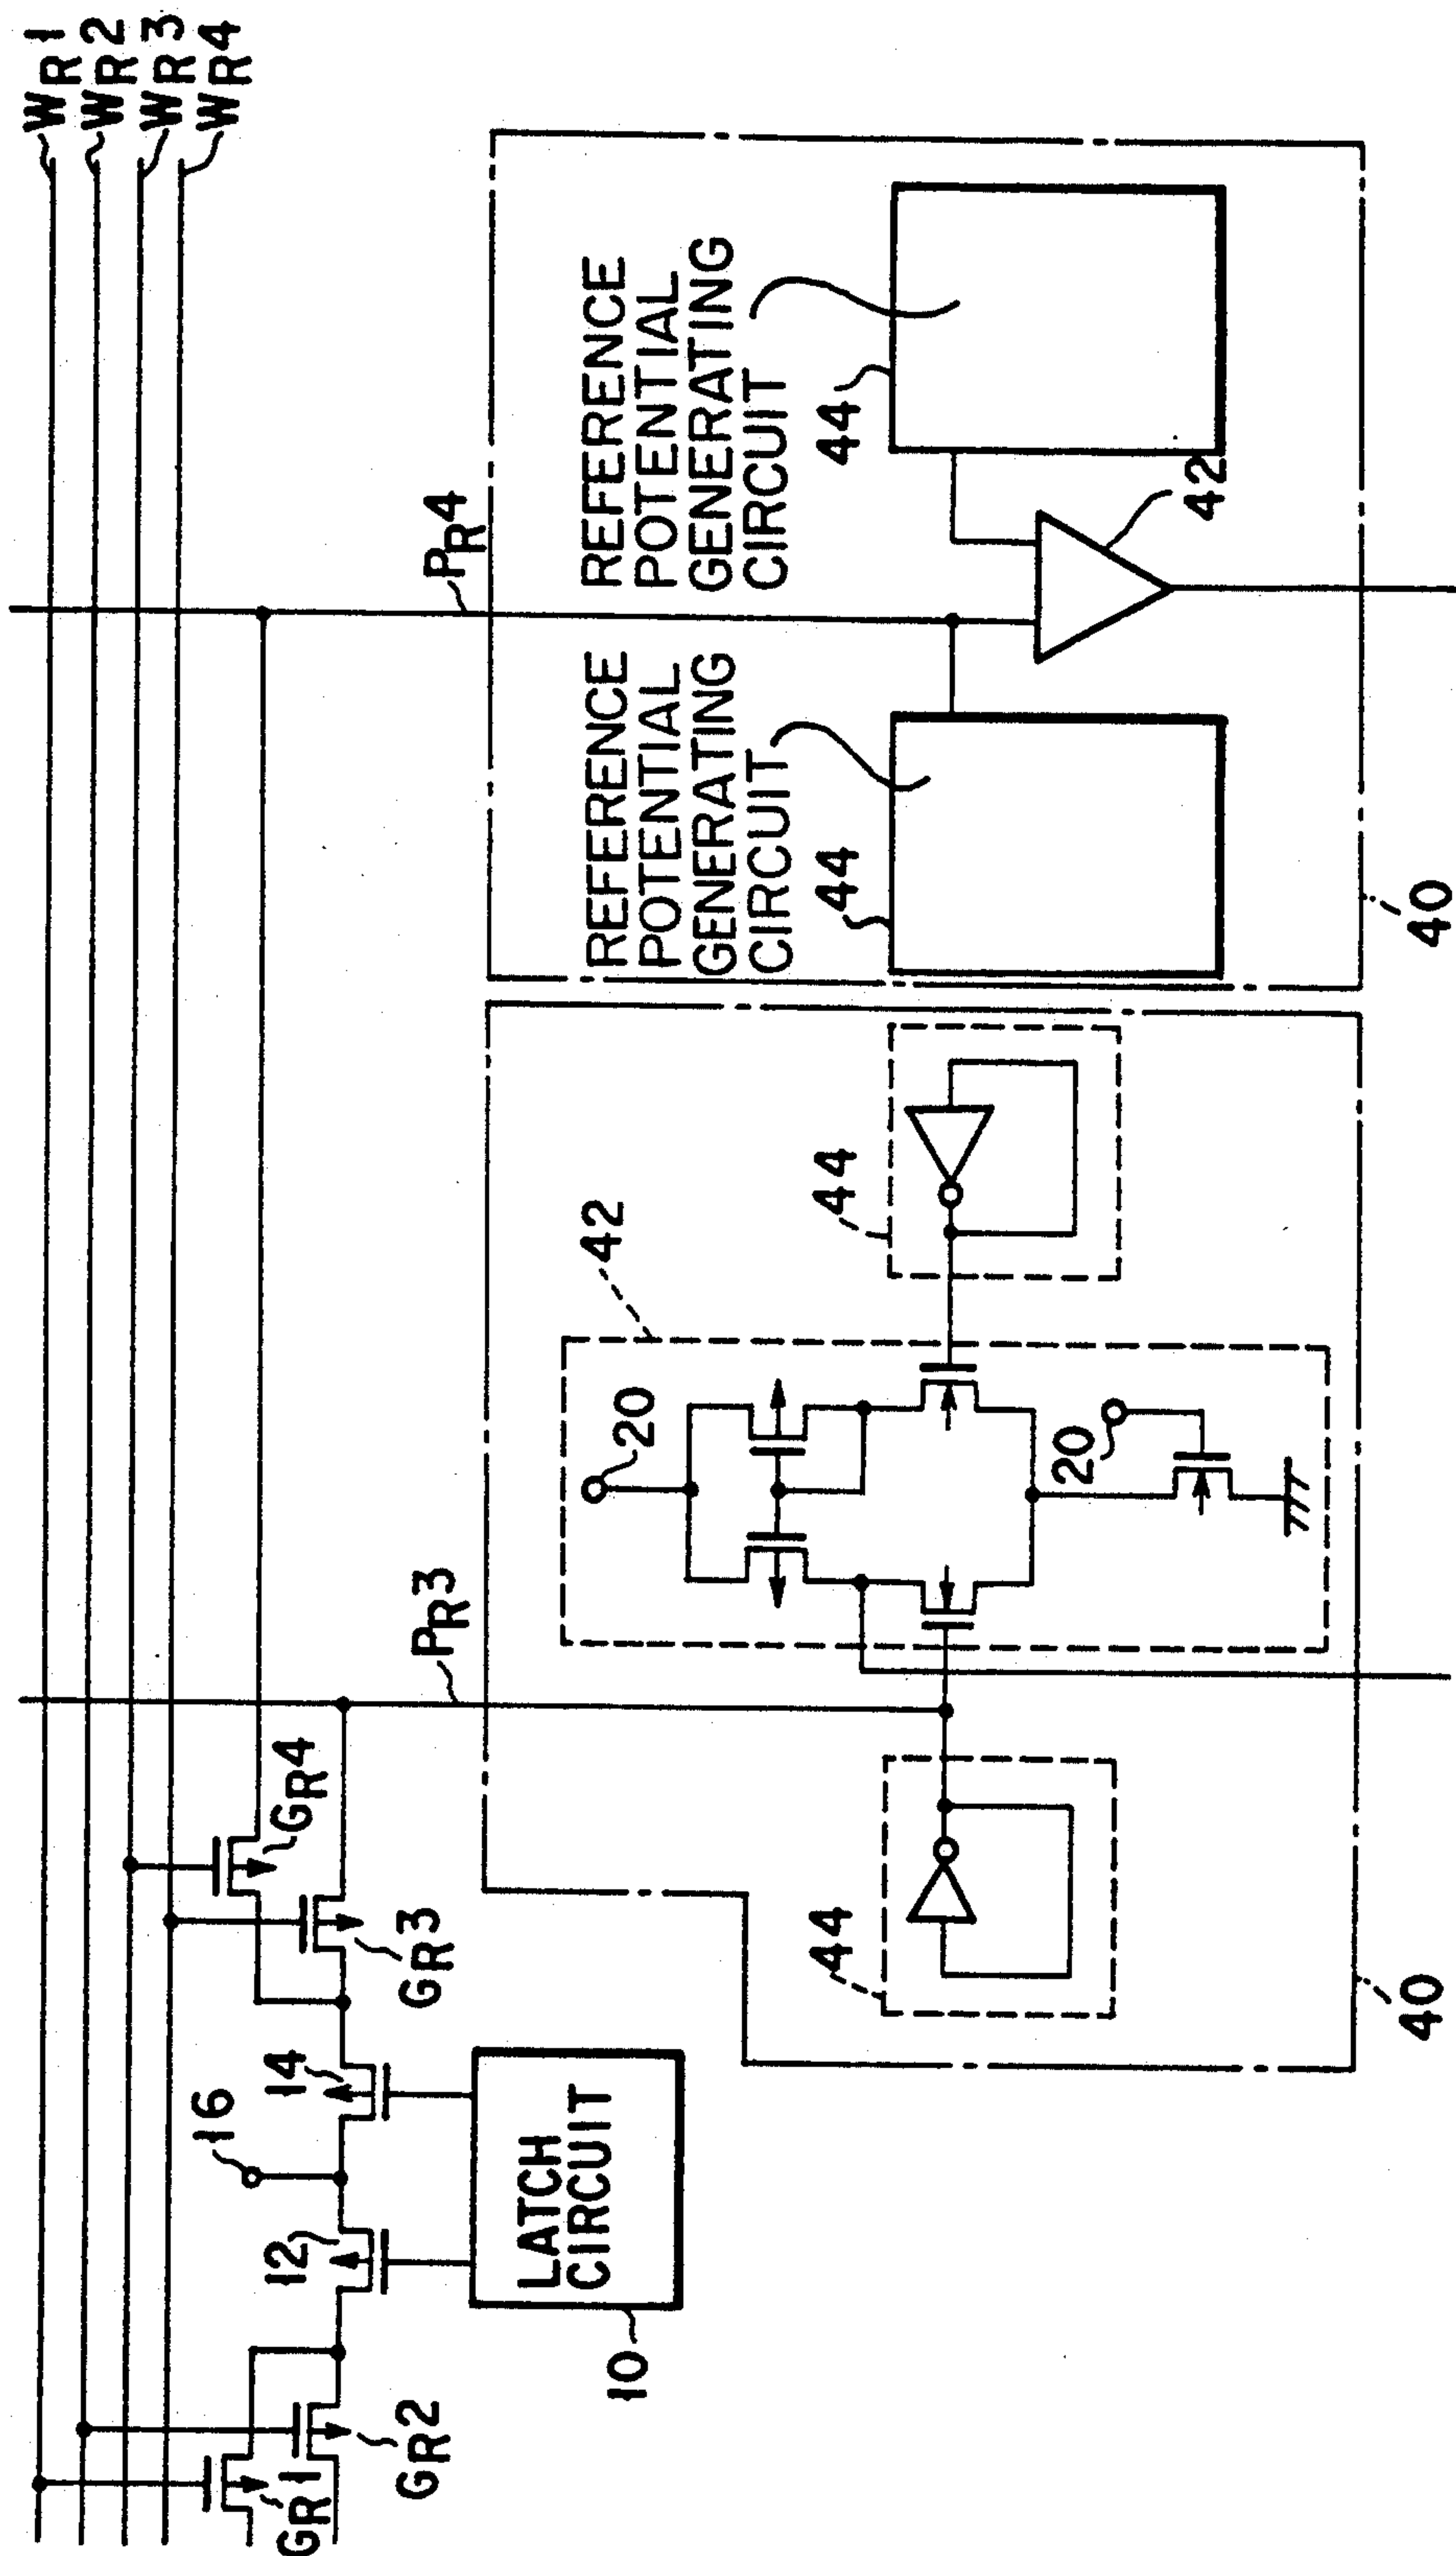 WR1
WR2
WR3
WR4
PR3
PR4
GR1
GR2
GR3
GR4
12
16
14
10
LATCH
CIRCUIT
42
20
20
44
44
40
REFERENCE
POTENTIAL
GENERATING
CIRCUIT
44
REFERENCE
POTENTIAL
GENERATING
CIRCUIT
44
42
40